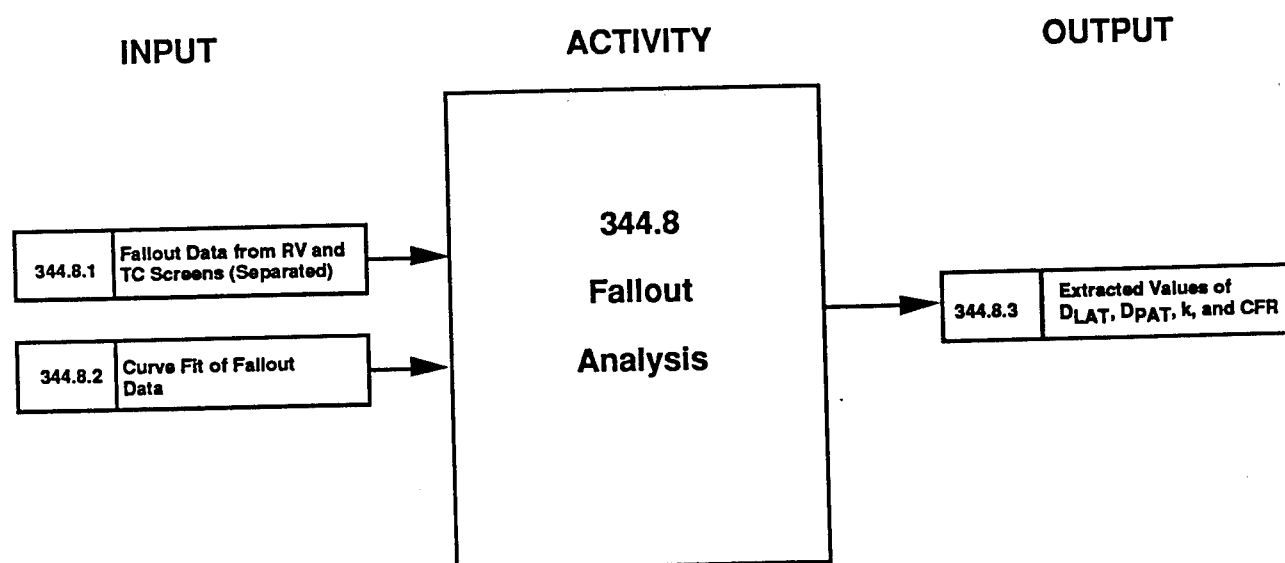 INPUT
ACTIVITY
OUTPUT
344.8.1
Fallout Data from RV and
TC Screens (Separated)
344.8.2
Curve Fit of Fallout
Data
344.8
Fallout
Analysis
344.8.3
Extracted Values of
DLAT, DPAT, k, and CFR